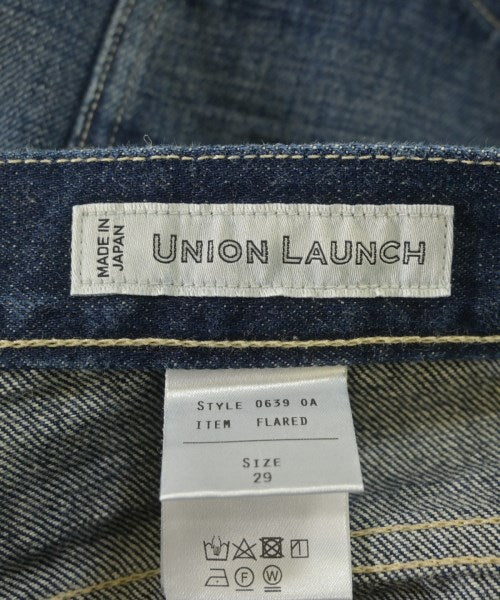 MADE IN
JAPAN
UNION LAUNCH
STYLE 0639 0A
ITEM FLARED
SIZE
29
F W